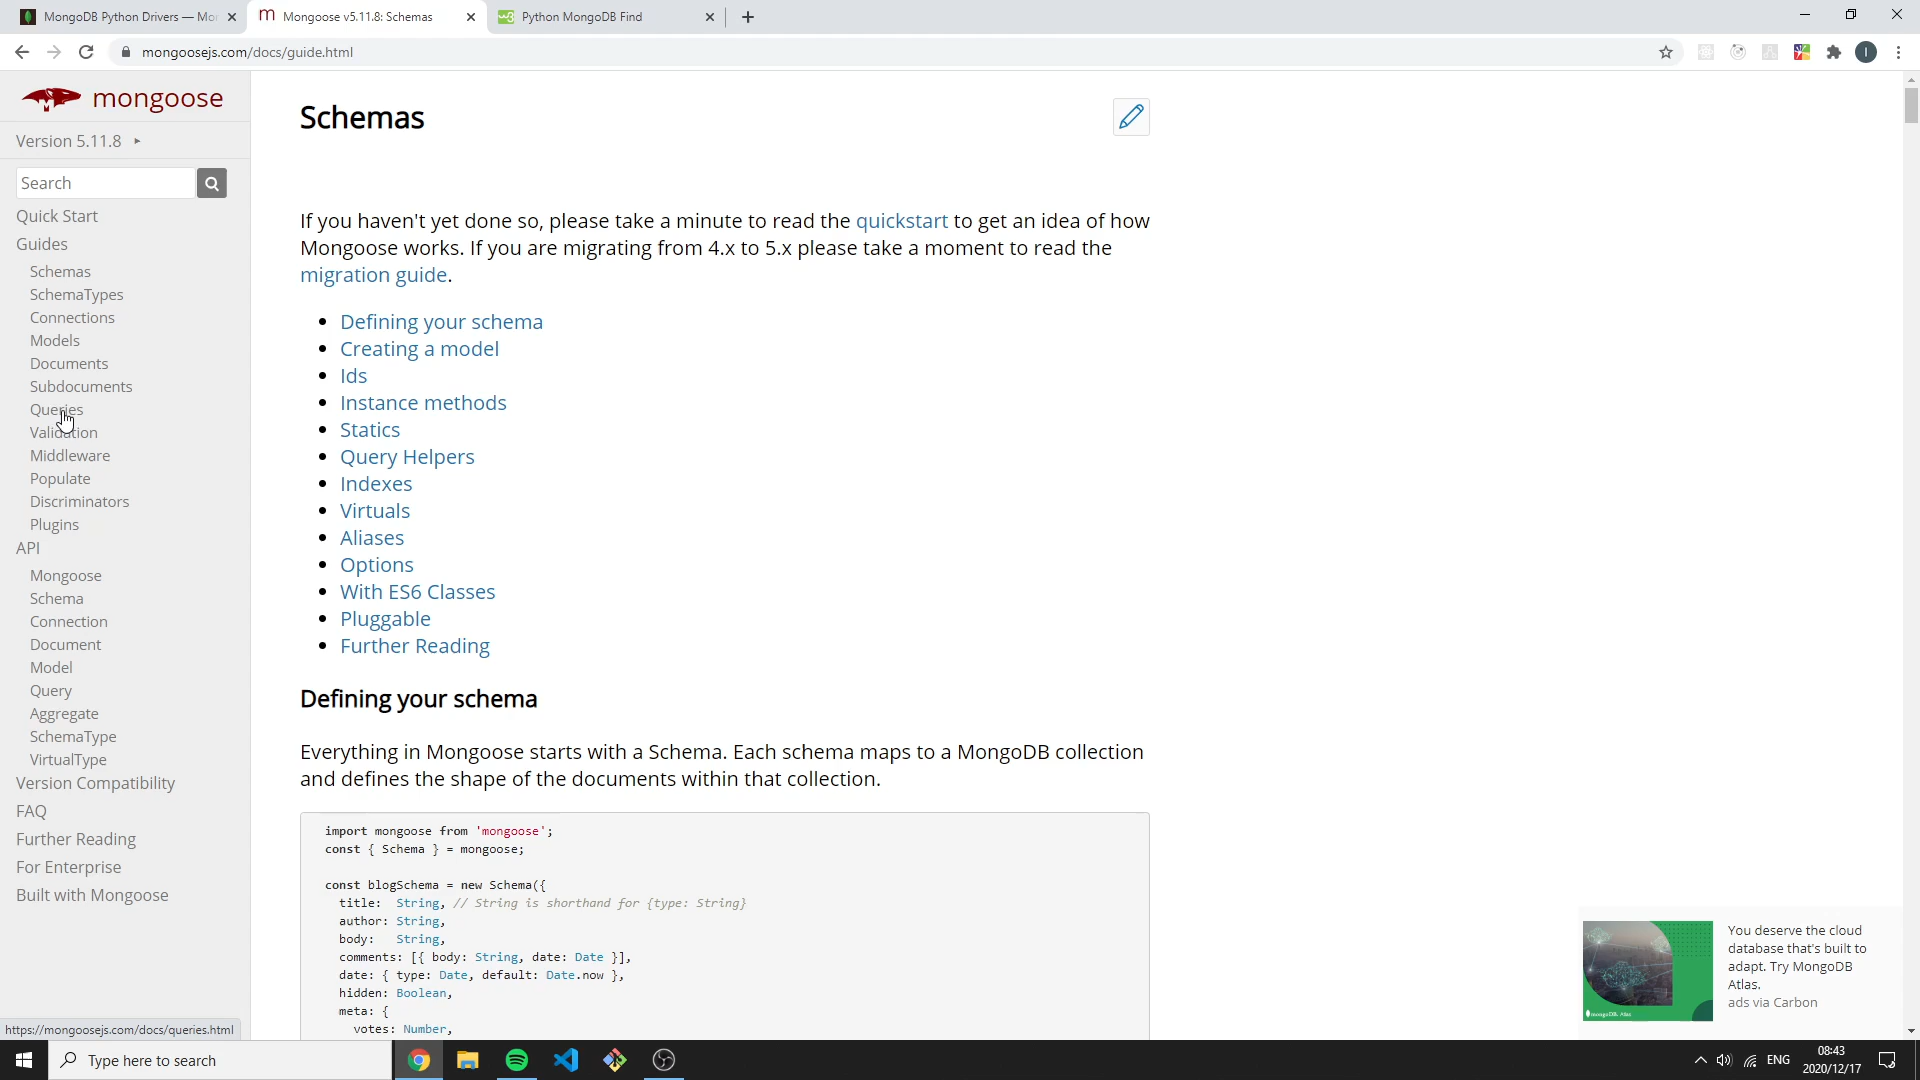 MongoDB Python Drivers — Mo
Mongoose v5.11.8: Schemas
Python MongoDB Find
mongoosejs.com/docs/guide.html
I
mongoose
Version 5.11.8
Search
Quick Start
Guides
Schemas
SchemaTypes
Connections
Models
Documents
Subdocuments
Queries
Validation
Middleware
Populate
Discriminators
Plugins
API
Mongoose
Schema
Connection
Document
Model
Query
Aggregate
SchemaType
VirtualType
Version Compatibility
FAQ
Further Reading
For Enterprise
Built with Mongoose
https://mongoosejs.com/docs/queries.html
Schemas
If you haven't yet done so, please take a minute to read the quickstart to get an idea of how
Mongoose works. If you are migrating from 4.x to 5.x please take a moment to read the
migration guide.
Defining your schema
Creating a model
Ids
Instance methods
Statics
Query Helpers
Indexes
Virtuals
Aliases
Options
With ES6 Classes
Pluggable
Further Reading
Defining your schema
Everything in Mongoose starts with a Schema. Each schema maps to a MongoDB collection
and defines the shape of the documents within that collection.
import mongoose from 'mongoose';
const { Schema } = mongoose;
const blogSchema = new Schema({
title: String, // String is shorthand for {type: String}
author: String,
body: String,
comments: [{ body: String, date: Date }],
date: { type: Date, default: Date.now },
hidden: Boolean,
meta: {
votes: Number,
You deserve the cloud
database that's built to
adapt. Try MongoDB
Atlas.
ads via Carbon
mongoDB. Atlas
Type here to search
ENG
08:43
2020/12/17